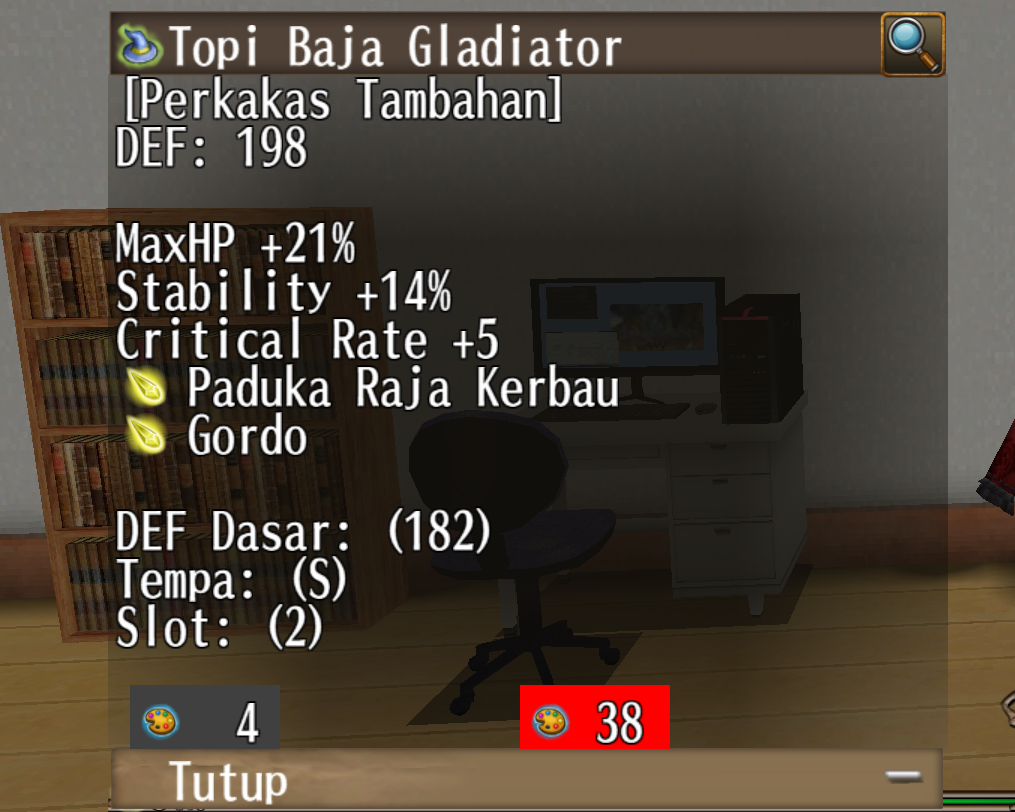 Topi Baja Gladiator
[Perkakas Tambahan]
DEF: 198
MaxHP +21%
Stability +14%
Critical Rate +5
Paduka Raja Kerbau
Gordo
DEF Dasar: (182)
Tempa: (S)
Slot: (2)
4
38
Tutup